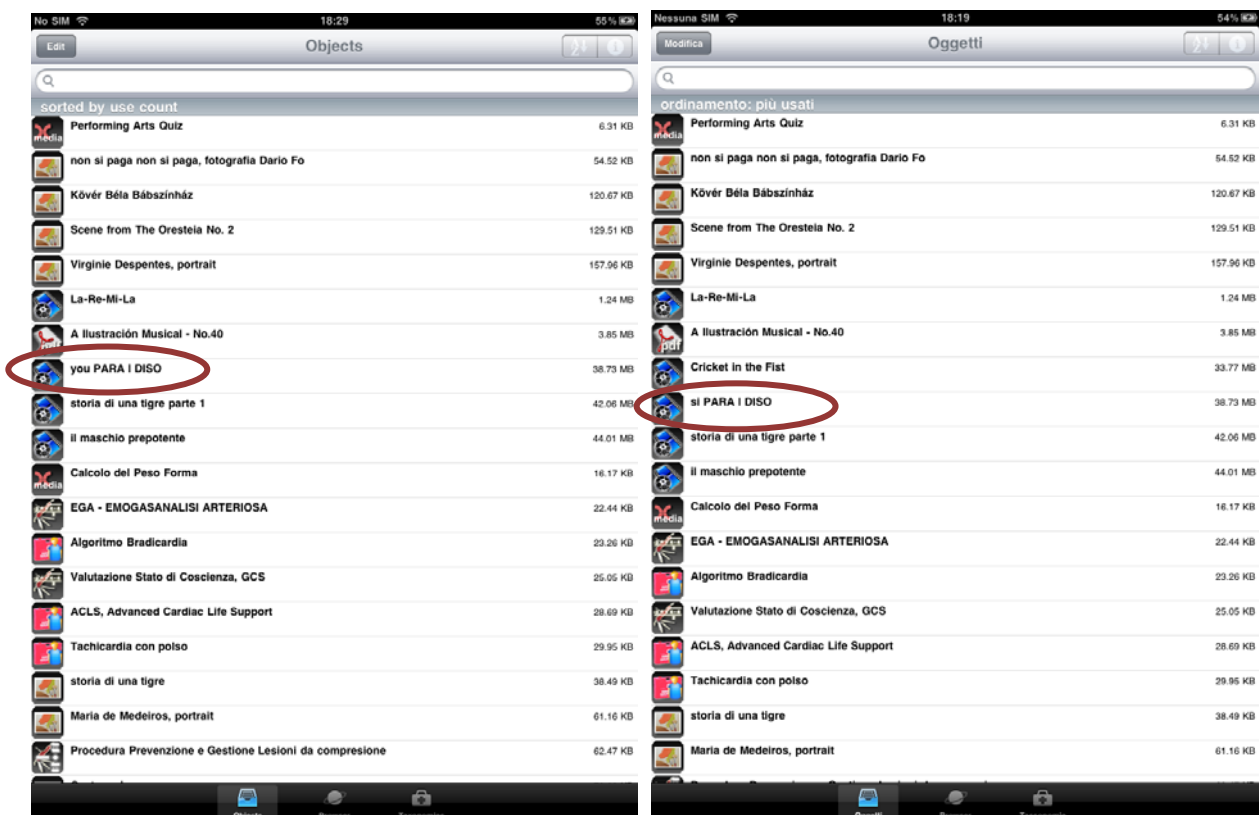 No SIM 18:29 55%
Edit Objects
sorted by use count
Performing Arts Quiz 6.31 KB
non si paga non si paga, fotografia Dario Fo 54.52 KB
Kövér Béla Bábszínház 120.67 KB
Scene from The Oresteia No. 2 129.51 KB
Virginie Despentes, portrait 157.96 KB
La-Re-Mi-La 1.24 MB
A Ilustración Musical - No.40 3.85 MB
you PARA I DISO 38.73 MB
storia di una tigre parte 1 42.06 MB
il maschio prepotente 44.01 MB
Calcolo del Peso Forma 16.17 KB
EGA - EMOGASANALISI ARTERIOSA 22.44 KB
Algoritmo Bradicardia 23.26 KB
Valutazione Stato di Coscienza, GCS 25.05 KB
ACLS, Advanced Cardiac Life Support 28.69 KB
Tachicardia con polso 29.95 KB
storia di una tigre 38.49 KB
Maria de Medeiros, portrait 61.16 KB
Procedura Prevenzione e Gestione Lesioni da compresione 62.47 KB
Objects
Nessuna SIM 18:19 54%
Modifica Oggetti
ordinamento: più usati
Performing Arts Quiz 6.31 KB
non si paga non si paga, fotografia Dario Fo 54.52 KB
Kövér Béla Bábszínház 120.67 KB
Scene from The Oresteia No. 2 129.51 KB
Virginie Despentes, portrait 157.96 KB
La-Re-Mi-La 1.24 MB
A Ilustración Musical - No.40 3.85 MB
Cricket in the Fist 33.77 MB
si PARA I DISO 38.73 MB
storia di una tigre parte 1 42.06 MB
il maschio prepotente 44.01 MB
Calcolo del Peso Forma 16.17 KB
EGA - EMOGASANALISI ARTERIOSA 22.44 KB
Algoritmo Bradicardia 23.26 KB
Valutazione Stato di Coscienza, GCS 25.05 KB
ACLS, Advanced Cardiac Life Support 28.69 KB
Tachicardia con polso 29.95 KB
storia di una tigre 38.49 KB
Maria de Medeiros, portrait 61.16 KB
Oggetti